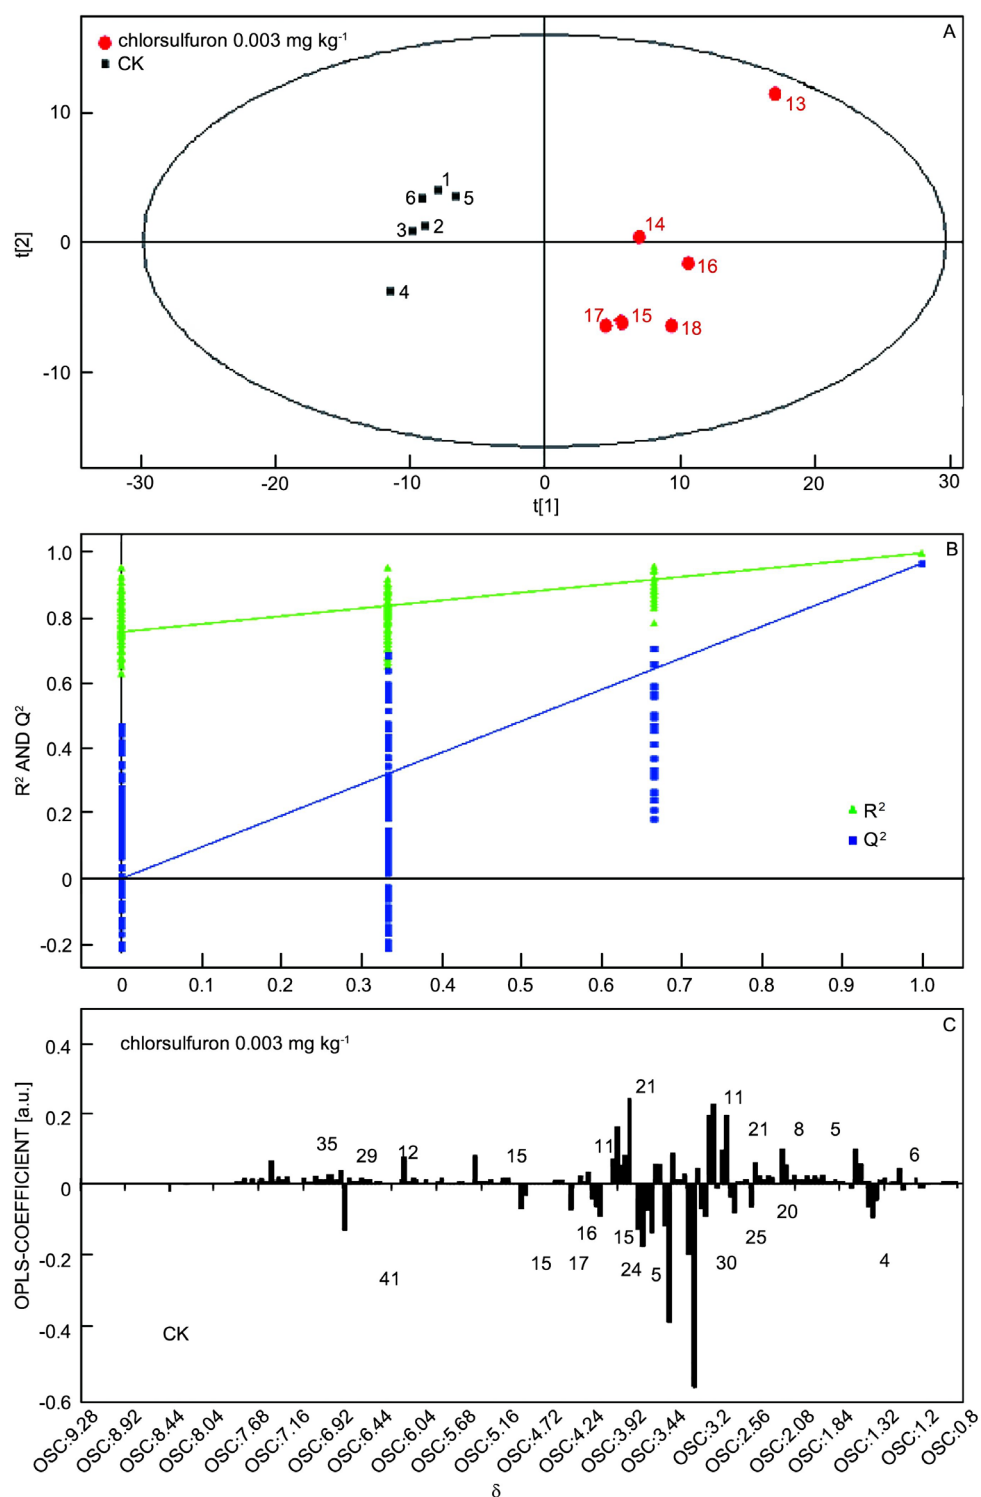 A
chlorsulfuron 0.003 mg kg⁻¹
CK
13
10
1
6
5
3
2
14
t[2]
0
16
4
17
15
18
-10
-30
-20
-10
0
10
20
30
t[1]
B
1.0
0.8
0.6
R² AND Q²
0.4
0.2
R²
Q²
0
-0.2
0
0.1
0.2
0.3
0.4
0.5
0.6
0.7
0.8
0.9
1.0
C
chlorsulfuron 0.003 mg kg⁻¹
0.4
21
11
0.2
35
29
12
15
11
21
8
5
6
OPLS-COEFFICIENT [a.u.]
0
20
16
15
25
-0.2
41
15
17
24
5
30
4
CK
-0.4
-0.6
OSC:9.28
OSC:8.92
OSC:8.44
OSC:8.04
OSC:7.68
OSC:7.16
OSC:6.92
OSC:6.44
OSC:6.04
OSC:5.68
OSC:5.16
OSC:4.72
OSC:4.24
OSC:3.92
OSC:3.44
OSC:3.2
OSC:2.56
OSC:2.08
OSC:1.84
OSC:1.32
OSC:1.2
OSC:0.8
δ